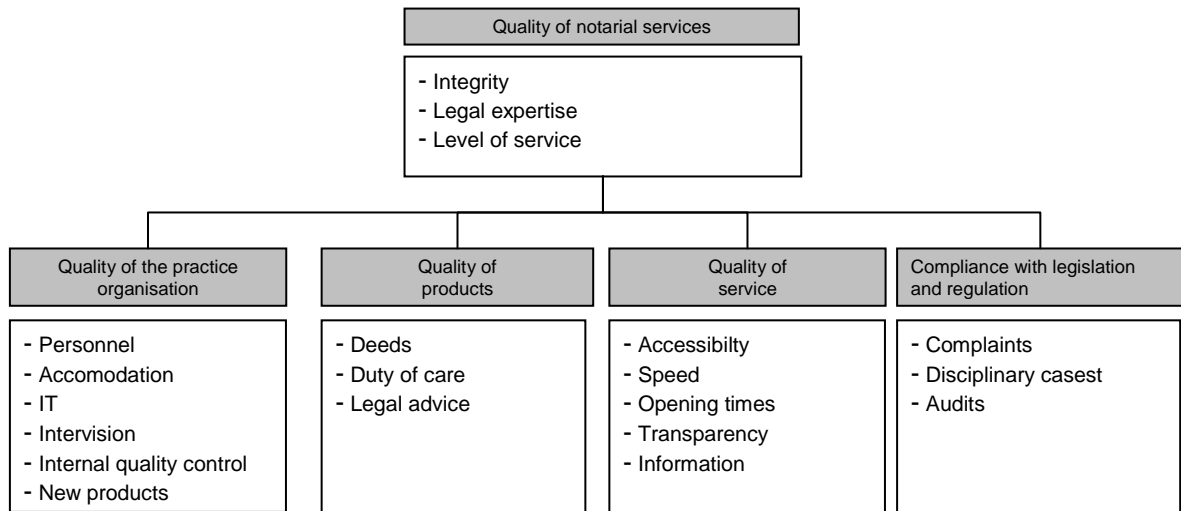 Quality of notarial services
- Integrity
- Legal expertise
- Level of service
Quality of the practice
organisation
- Personnel
- Accomodation
- IT
- Intervision
- Internal quality control
- New products
Quality of
products
- Deeds
- Duty of care
- Legal advice
Quality of
service
- Accessibilty
- Speed
- Opening times
- Transparency
- Information
Compliance with legislation
and regulation
- Complaints
- Disciplinary casest
- Audits